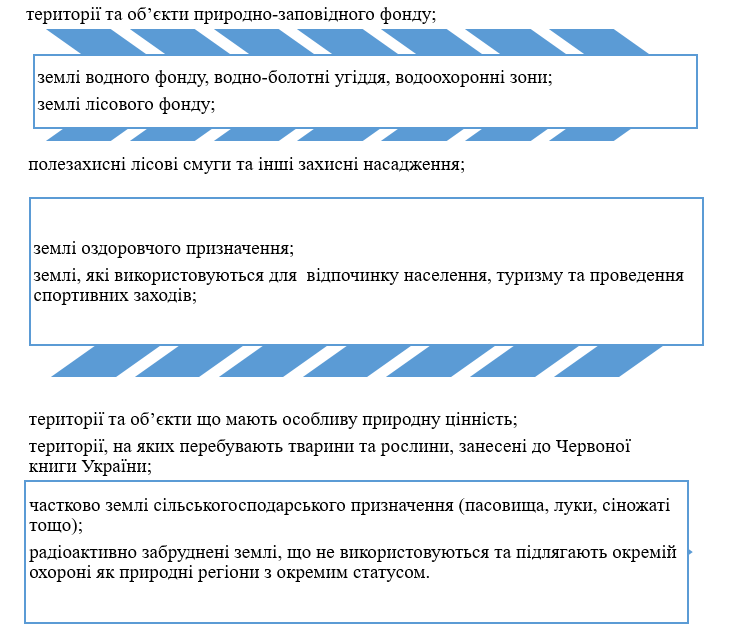 території та об’єкти природно-заповідного фонду;
землі водного фонду, водно-болотні угіддя, водоохоронні зони;
землі лісового фонду;
полезахисні лісові смуги та інші захисні насадження;
землі оздоровчого призначення;
землі, які використовуються для відпочинку населення, туризму та проведення
спортивних заходів;
території та об’єкти що мають особливу природну цінність;
території, на яких перебувають тварини та рослини, занесені до Червоної
книги України;
частково землі сільськогосподарського призначення (пасовища, луки, сіножаті
тощо);
радіоактивно забруднені землі, що не використовуються та підлягають окремій
охороні як природні регіони з окремим статусом.